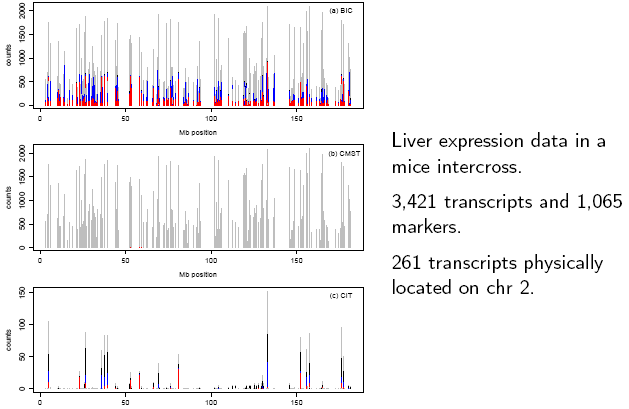 (a) BIC
counts
0 500 1000 1500 2000
0 50 100 150
Mb position
(b) CMST
counts
0 500 1000 1500 2000
0 50 100 150
Mb position
(c) CIT
counts
0 50 100 150
0 50 100 150
Liver expression data in a
mice intercross.
3,421 transcripts and 1,065
markers.
261 transcripts physically
located on chr 2.